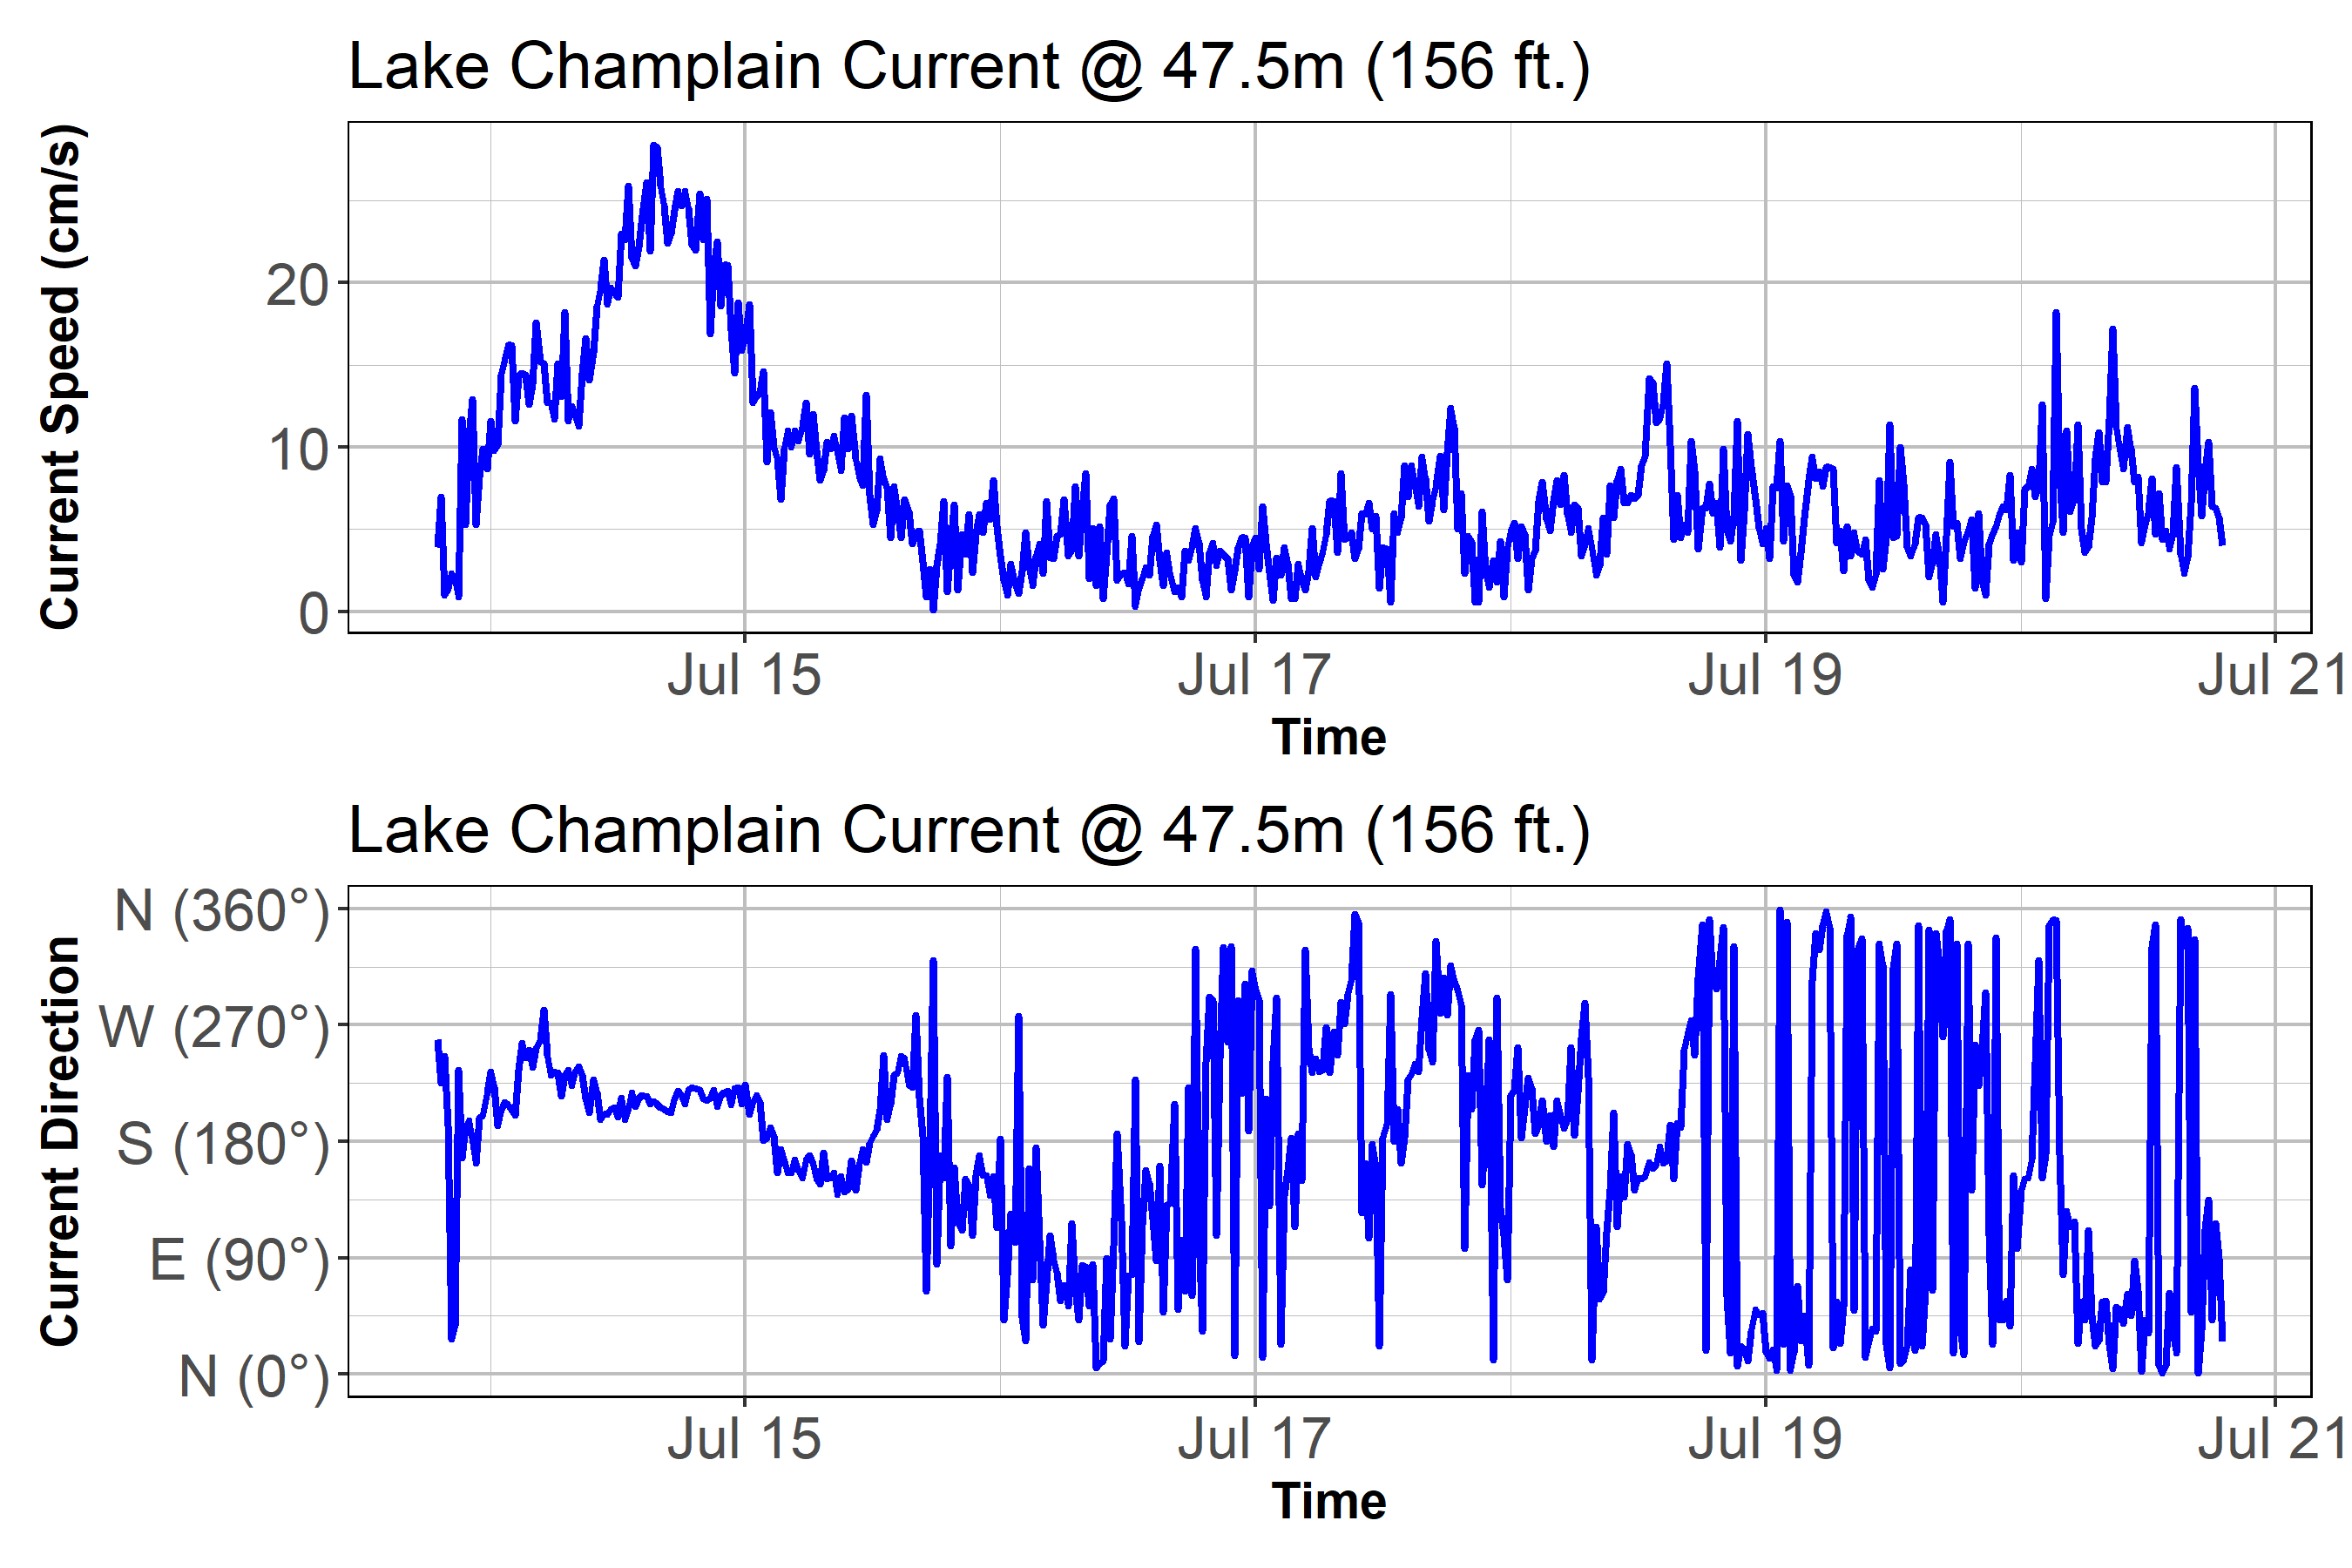 Lake Champlain Current @ 47.5m (156 ft.)
Current Speed (cm/s)
20
10
0
Jul 15 Jul 17 Jul 19 Jul 21
Time
Lake Champlain Current @ 47.5m (156 ft.)
Current Direction
N (360°)
W (270°)
S (180°)
E (90°)
N (0°)
Jul 15 Jul 17 Jul 19 Jul 21
Time